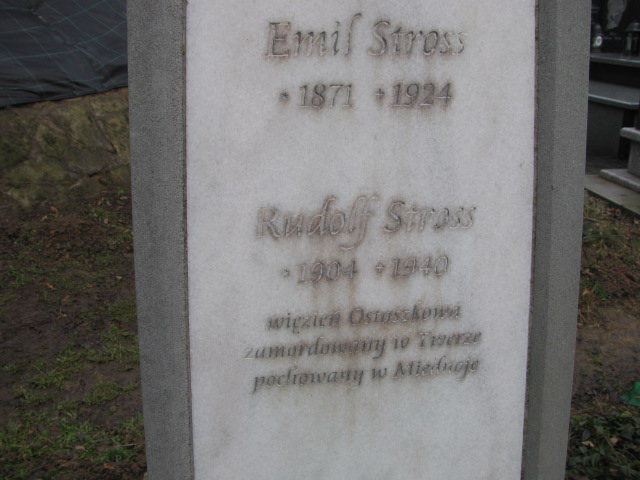 Emil Stross
* 1871 +1924
Rudolf Stross
* 1904 +1940
więzień Ostaszkowa
zamordowany w Twerze
pochowany w Miednoje